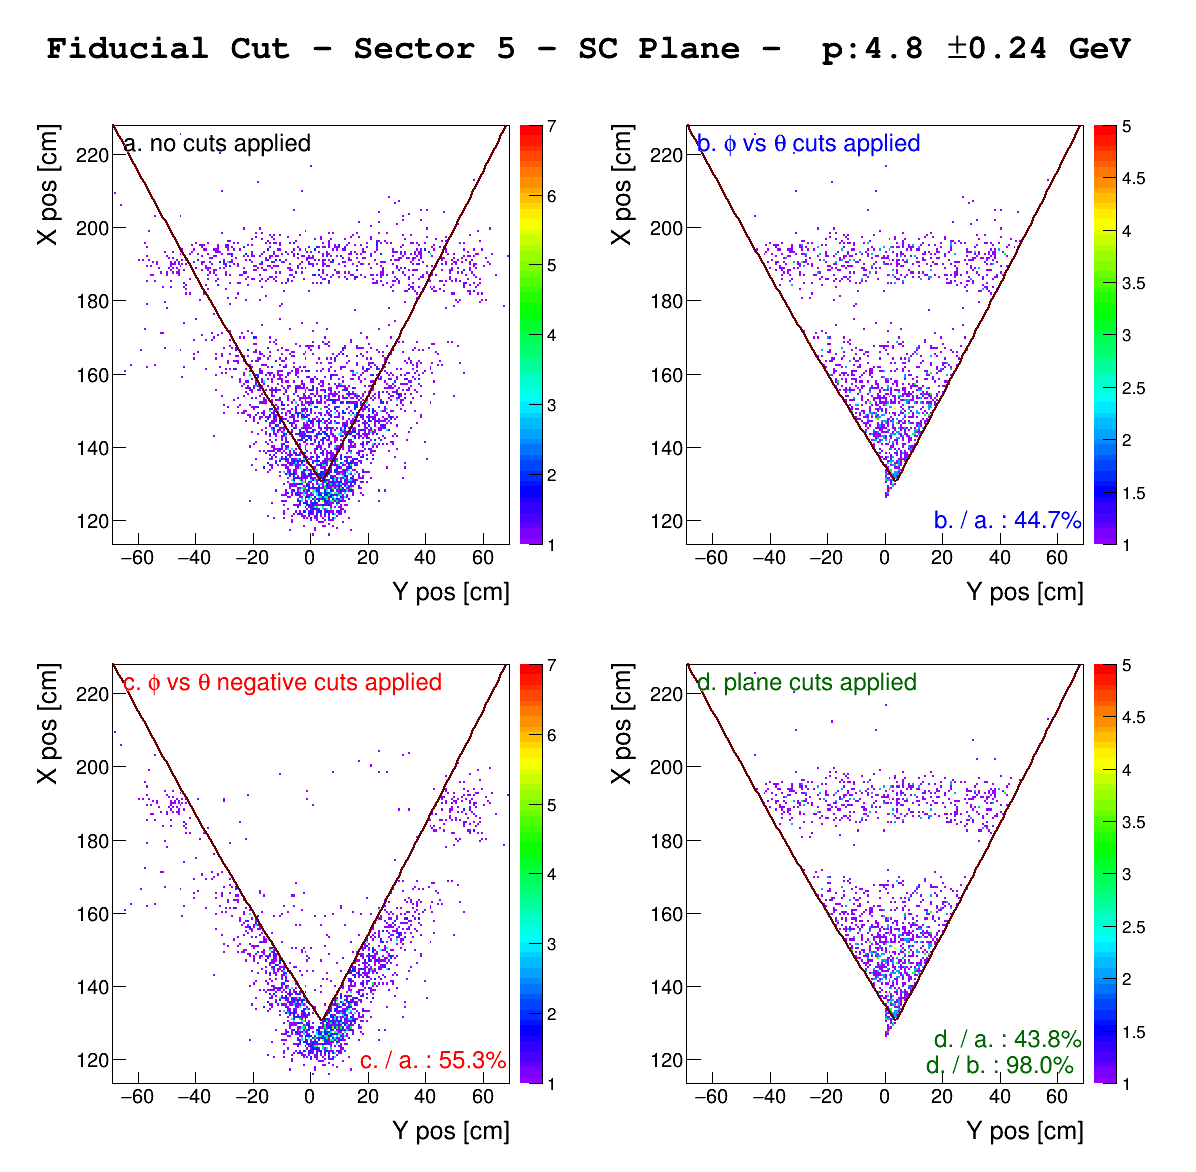 Fiducial Cut – Sector 5 – SC Plane – p:4.8 ±0.24 GeV
a. no cuts applied
X pos [cm]
220
200
180
160
140
120
−60 −40 −20 0 20 40 60
Y pos [cm]
7
6
5
4
3
2
1
b. ϕ vs θ cuts applied
X pos [cm]
220
200
180
160
140
120
b. / a. : 44.7%
−60 −40 −20 0 20 40 60
Y pos [cm]
5
4.5
4
3.5
3
2.5
2
1.5
1
c. ϕ vs θ negative cuts applied
X pos [cm]
220
200
180
160
140
120
c. / a. : 55.3%
−60 −40 −20 0 20 40 60
Y pos [cm]
7
6
5
4
3
2
1
d. plane cuts applied
X pos [cm]
220
200
180
160
140
120
d. / a. : 43.8%
d. / b. : 98.0%
−60 −40 −20 0 20 40 60
Y pos [cm]
5
4.5
4
3.5
3
2.5
2
1.5
1